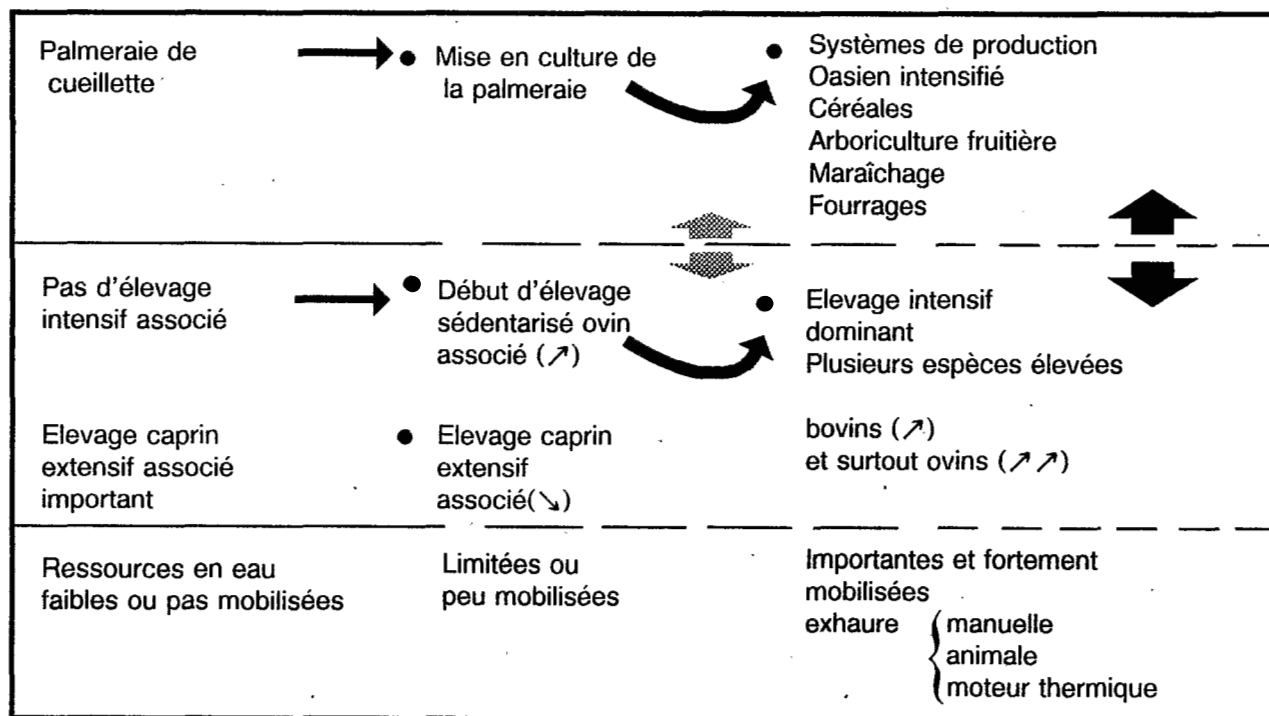 Palmeraie de
cueillette
● Mise en culture de
la palmeraie
● Systèmes de production
Oasien intensifié
Céréales
Arboriculture fruitière
Maraîchage
Fourrages
Pas d'élevage
intensif associé
● Début d'élevage
sédentarisé ovin
associé (↗)
● Elevage intensif
dominant
Plusieurs espèces élevées
Elevage caprin
extensif associé
important
● Elevage caprin
extensif
associé(↘)
bovins (↗)
et surtout ovins (↗ ↗)
Ressources en eau
faibles ou pas mobilisées
Limitées ou
peu mobilisées
Importantes et fortement
mobilisées
exhaure { manuelle
animale
moteur thermique